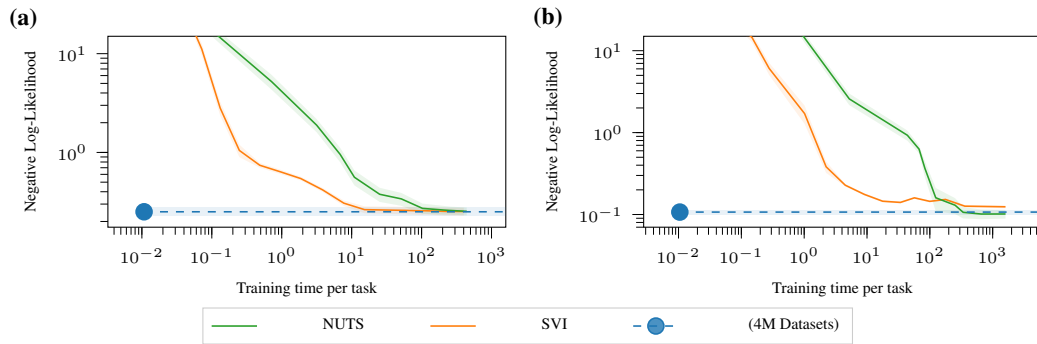 (a)
(b)
Negative Log-Likelihood
10^1
10^0
10^−2
10^−1
10^0
10^1
10^2
10^3
Training time per task
Negative Log-Likelihood
10^1
10^0
10^−1
10^−2
10^−1
10^0
10^1
10^2
10^3
Training time per task
NUTS
SVI
(4M Datasets)